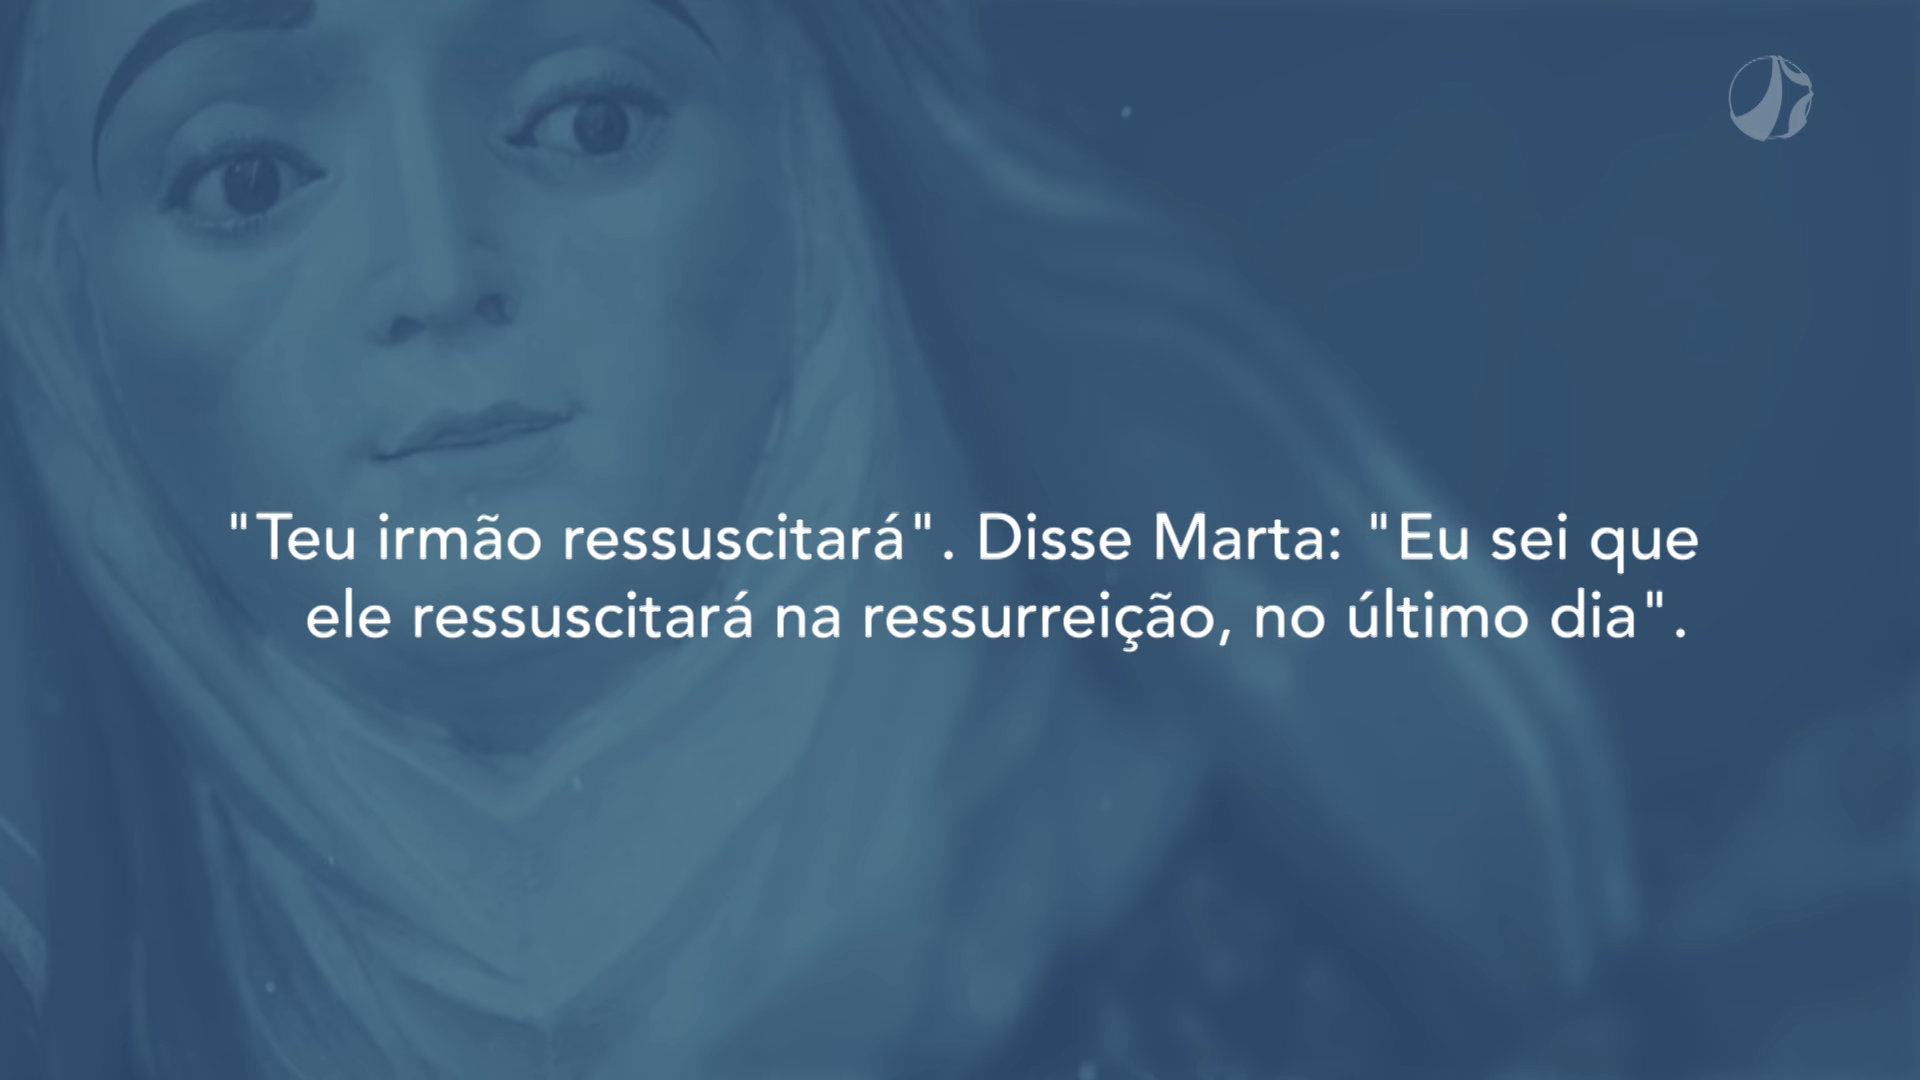 "Teu irmão ressuscitará". Disse Marta: "Eu sei que
ele ressuscitará na ressurreição, no último dia".